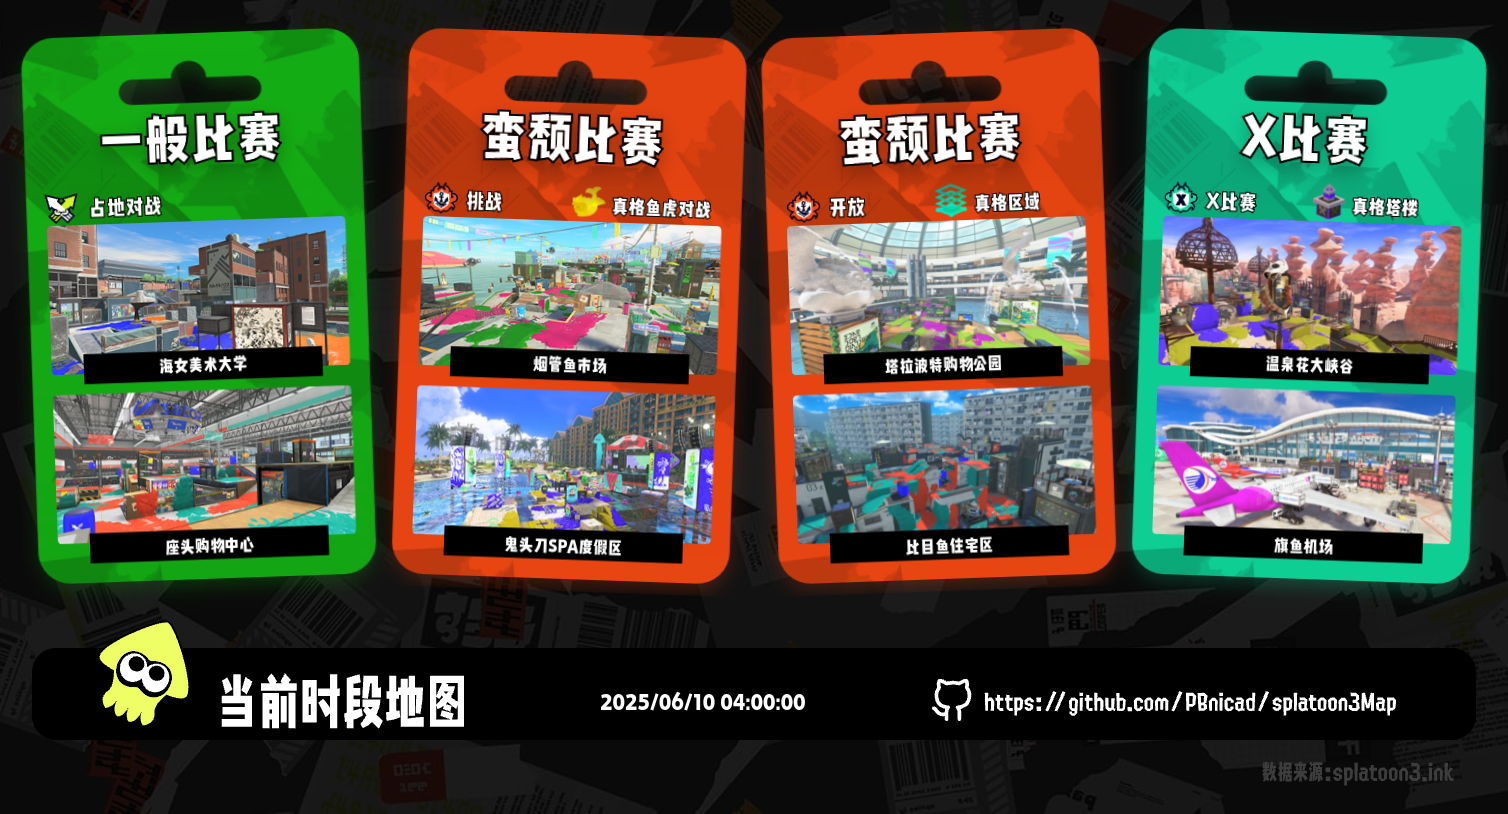 一般比赛
占地对战
海女美术大学
座头购物中心
蛮颓比赛
挑战
真格鱼虎对战
烟管鱼市场
鬼头刀SPA度假区
蛮颓比赛
开放
真格区域
塔拉波特购物公园
比目鱼住宅区
X比赛
X比赛
真格塔楼
温泉花大峡谷
旗鱼机场
当前时段地图
2025/06/10 04:00:00
https://github.com/PBnicad/splatoon3Map
数据来源:splatoon3.ink